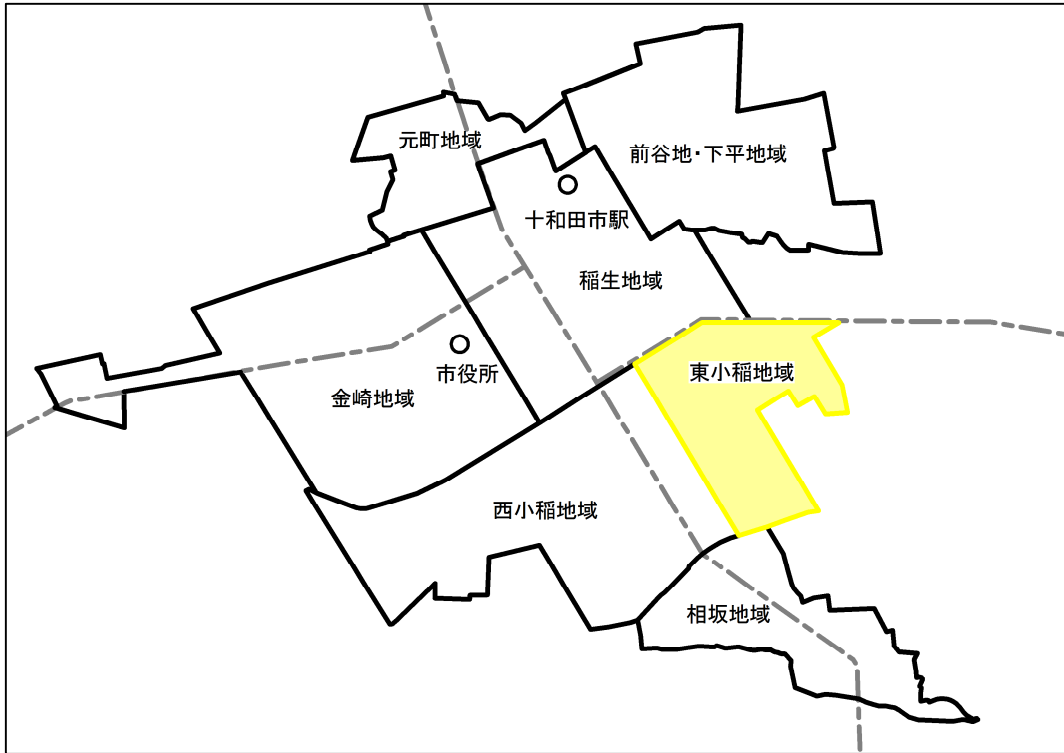 元町地域
前谷地・下平地域
十和田市駅
稲生地域
市役所
東小稲地域
金崎地域
西小稲地域
相坂地域